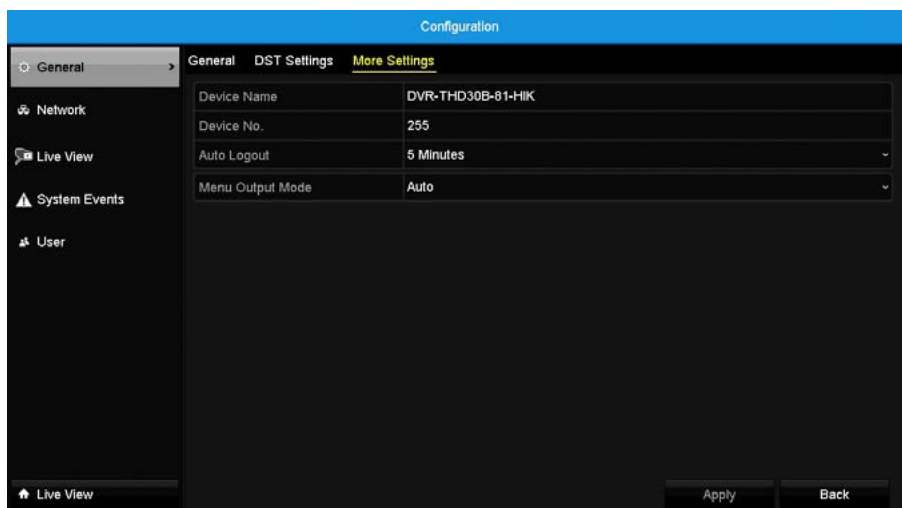 Configuration
General
Network
Live View
System Events
User
Live View
General DST Settings More Settings
Device Name DVR-THD30B-81-HIK
Device No. 255
Auto Logout 5 Minutes
Menu Output Mode Auto
Apply Back